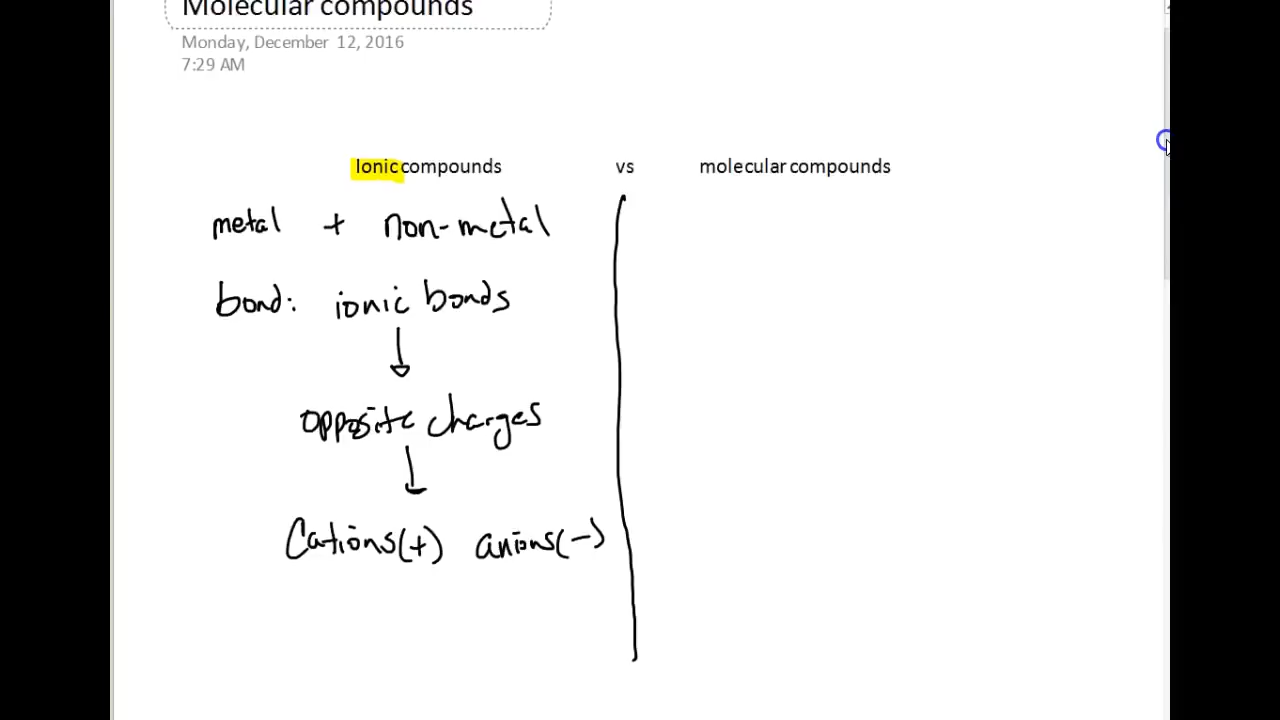 Molecular compounds
Monday, December 12, 2016
7:29 AM
Ionic compounds vs molecular compounds
metal + non-metal
bond: ionic bonds
opposite charges
Cations(+) anions(-)